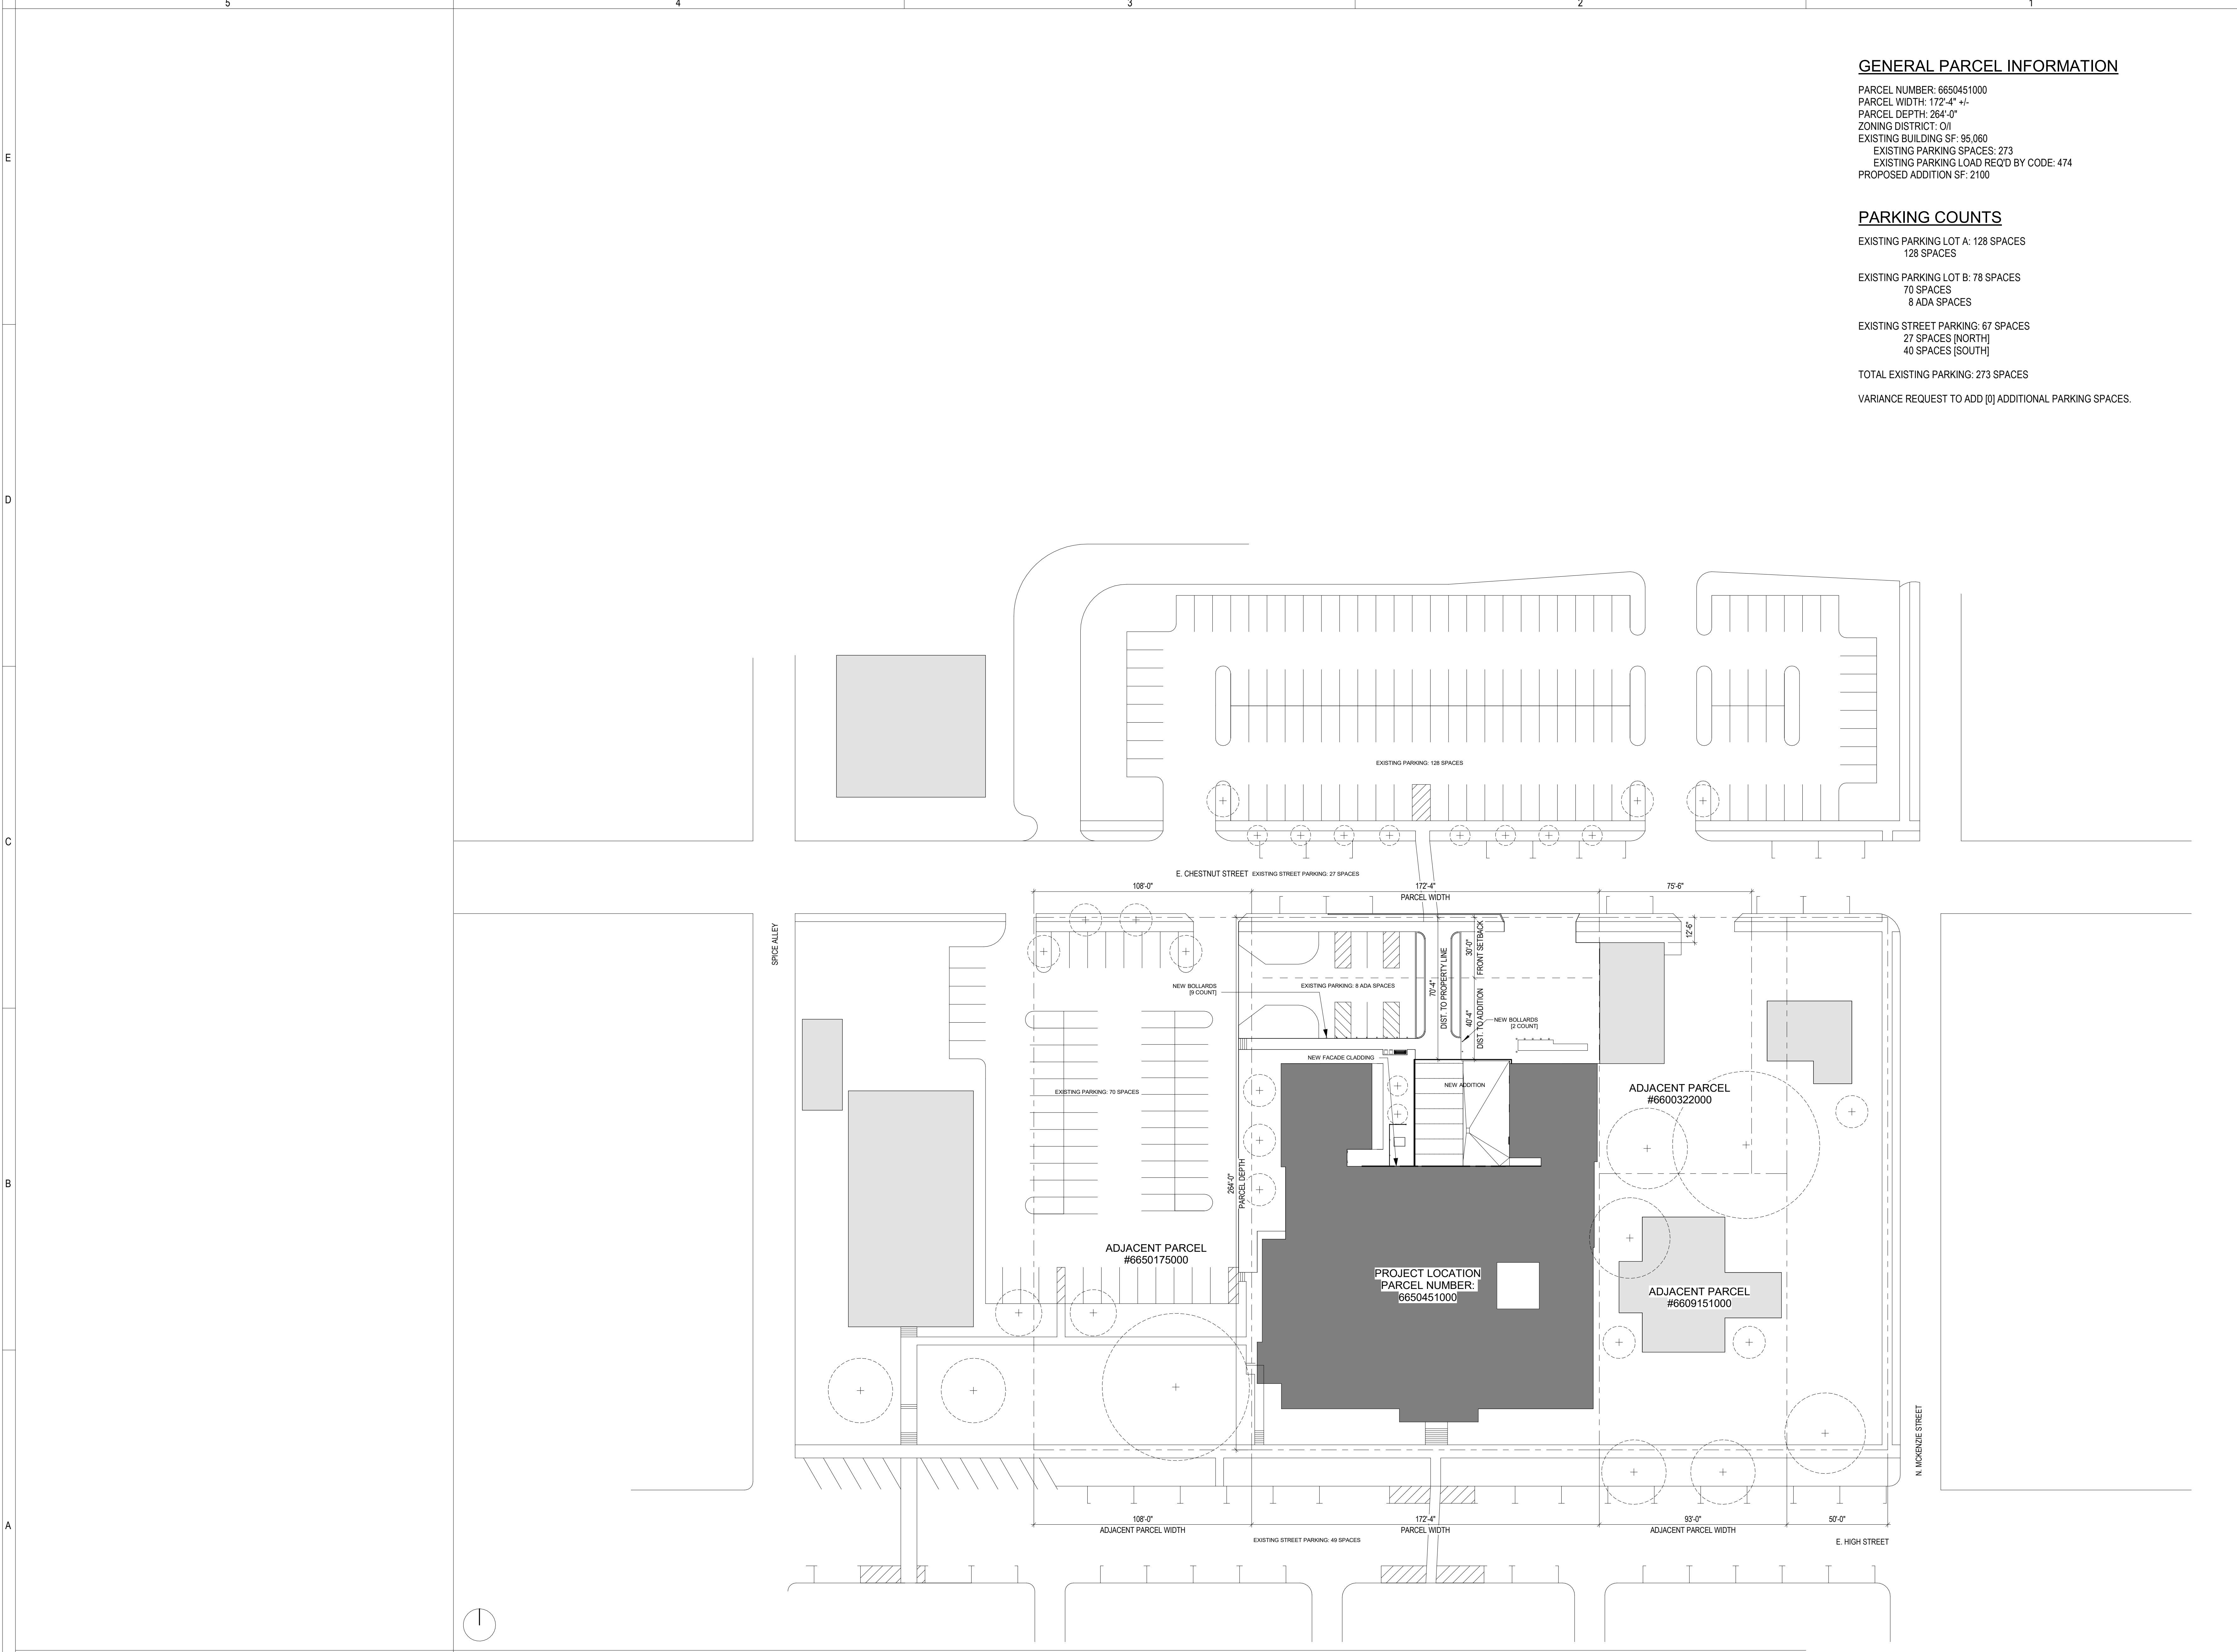 5
4
3
2
1
E
D
C
B
A
GENERAL PARCEL INFORMATION
PARCEL NUMBER: 6650451000
PARCEL WIDTH: 172'-4" +/-
PARCEL DEPTH: 264'-0"
ZONING DISTRICT: O/I
EXISTING BUILDING SF: 95,060
EXISTING PARKING SPACES: 273
EXISTING PARKING LOAD REQ'D BY CODE: 474
PROPOSED ADDITION SF: 2100
PARKING COUNTS
EXISTING PARKING LOT A: 128 SPACES
128 SPACES
EXISTING PARKING LOT B: 78 SPACES
70 SPACES
8 ADA SPACES
EXISTING STREET PARKING: 67 SPACES
27 SPACES [NORTH]
40 SPACES [SOUTH]
TOTAL EXISTING PARKING: 273 SPACES
VARIANCE REQUEST TO ADD [0] ADDITIONAL PARKING SPACES.
EXISTING PARKING: 128 SPACES
E. CHESTNUT STREET
EXISTING STREET PARKING: 27 SPACES
108'-0"
172'-4"
PARCEL WIDTH
75'-6"
SPICE ALLEY
12'-6"
30'-0"
FRONT SETBACK
70'-4"
DIST. TO PROPERTY LINE
40'-4"
DIST. TO ADDITION
NEW BOLLARDS
[9 COUNT]
EXISTING PARKING: 8 ADA SPACES
NEW BOLLARDS
[2 COUNT]
NEW FACADE CLADDING
NEW ADDITION
EXISTING PARKING: 70 SPACES
ADJACENT PARCEL
#6600322000
264'-0"
PARCEL DEPTH
ADJACENT PARCEL
#6650175000
PROJECT LOCATION
PARCEL NUMBER:
6650451000
ADJACENT PARCEL
#6609151000
N. MCKENZIE STREET
108'-0"
ADJACENT PARCEL WIDTH
172'-4"
PARCEL WIDTH
93'-0"
ADJACENT PARCEL WIDTH
50'-0"
EXISTING STREET PARKING: 49 SPACES
E. HIGH STREET